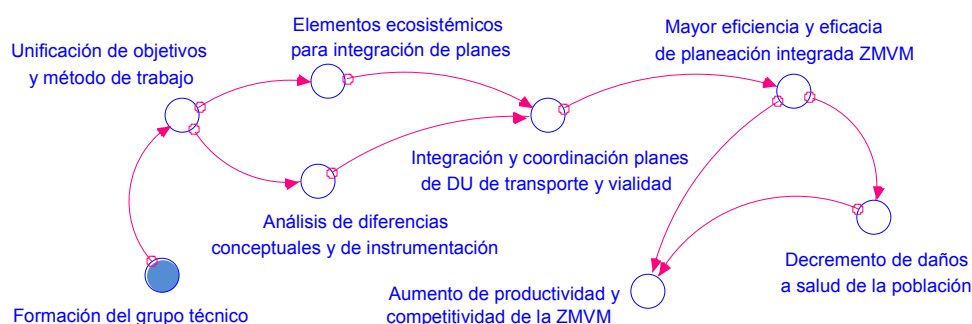 Elementos ecosistémicos
para integración de planes
Mayor eficiencia y eficacia
de planeación integrada ZMVM
Unificación de objetivos
y método de trabajo
Integración y coordinación planes
de DU de transporte y vialidad
Análisis de diferencias
conceptuales y de instrumentación
Decremento de daños
a salud de la población
Aumento de productividad y
competitividad de la ZMVM
Formación del grupo técnico